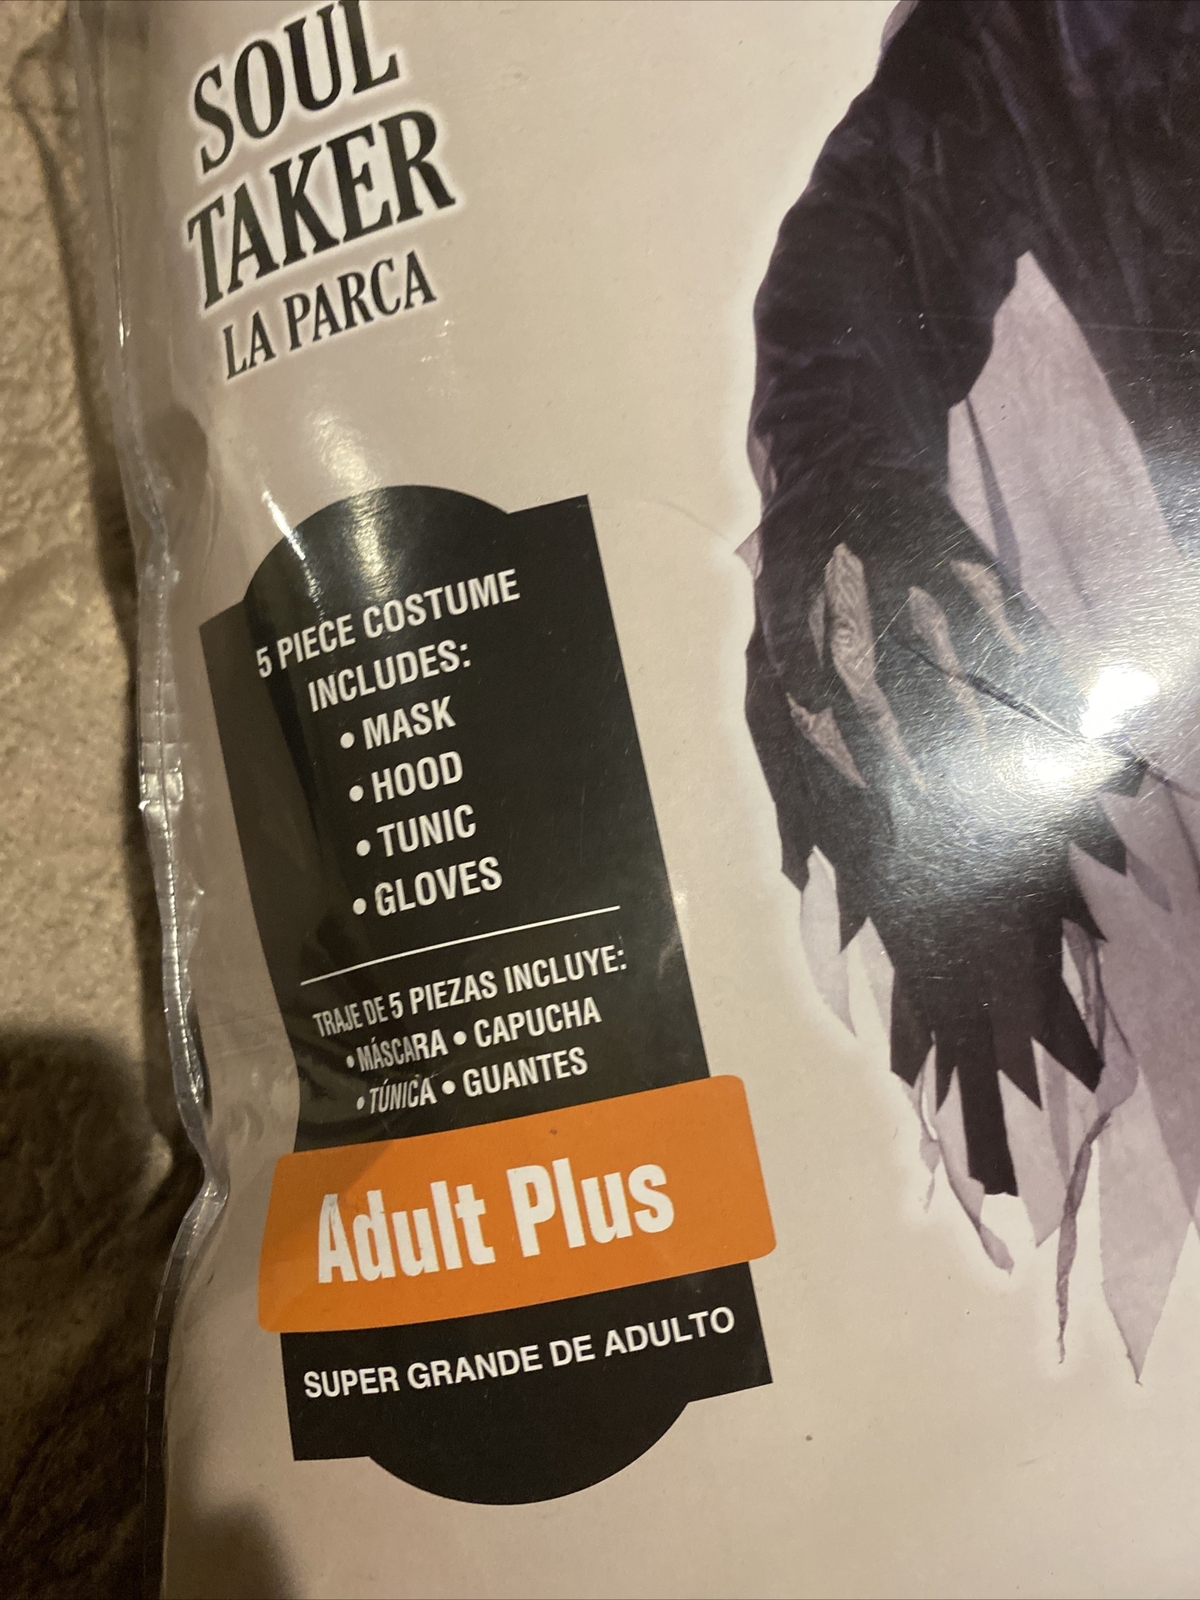 SOUL
TAKER
LA PARCA
5 PIECE COSTUME
INCLUDES:
• MASK
• HOOD
• TUNIC
• GLOVES
TRAJE DE 5 PIEZAS INCLUYE:
• MÁSCARA • CAPUCHA
• TÚNICA • GUANTES
Adult Plus
SUPER GRANDE DE ADULTO